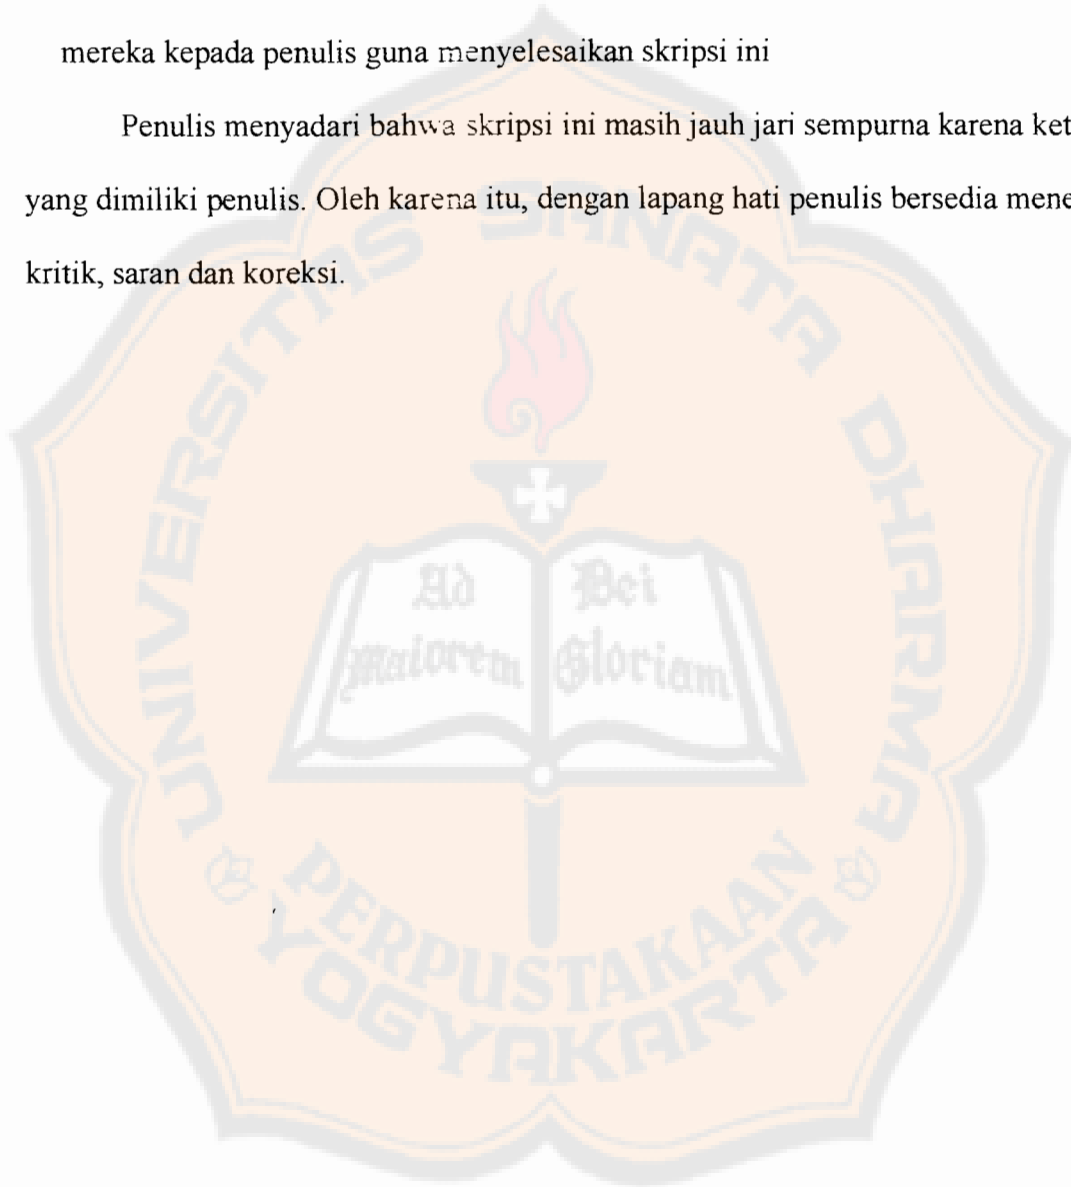 mereka kepada penulis guna menyelesaikan skripsi ini
Penulis menyadari bahwa skripsi ini masih jauh jari sempurna karena ket
yang dimiliki penulis. Oleh karena itu, dengan lapang hati penulis bersedia mene
kritik, saran dan koreksi.
UNIVERSITAS SANATA DHARMA
Ad Dei
Maiorem Gloriam
PERPUSTAKAAN
YOGYAKARTA